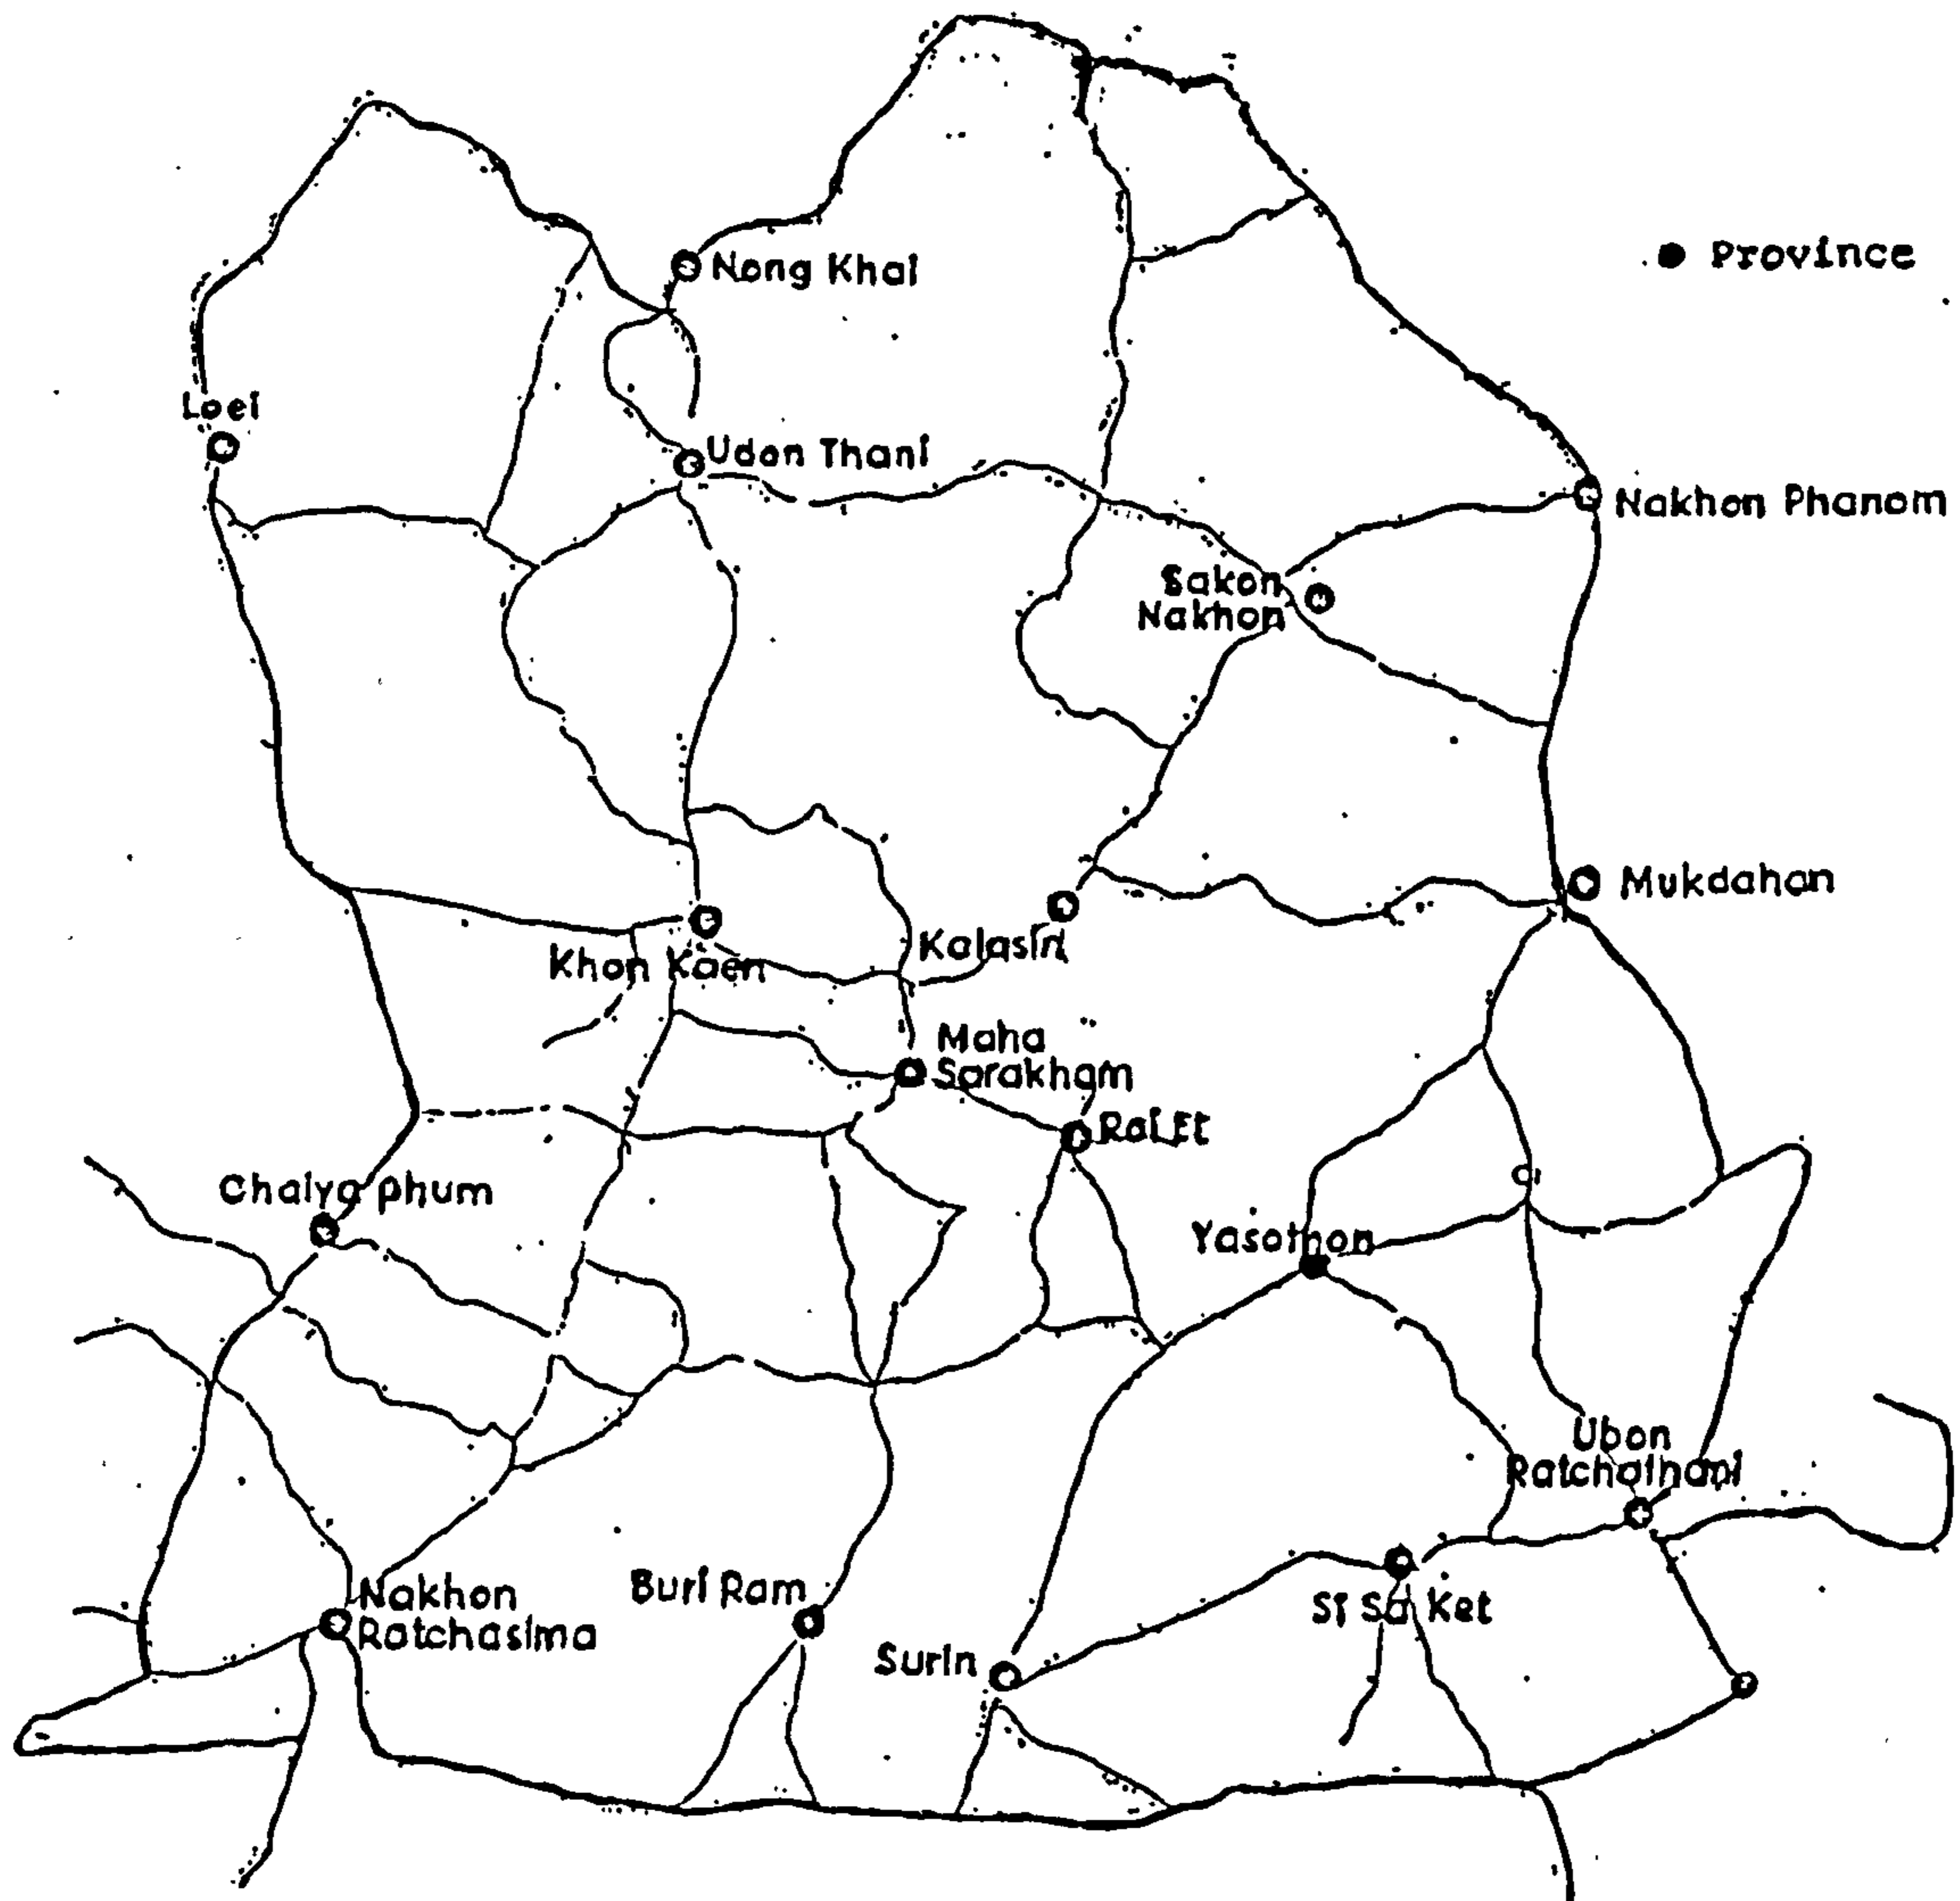 Nong Khai
Province
Loei
Udon Thani
Nakhon Phanom
Sakon
Nakhon
Mukdahan
Kalasin
Khon Kaen
Maha
Sarakham
Roi Et
Chaiya phum
Yasothon
Ubon
Ratchathani
Nakhon
Ratchasima
Buri Ram
Si Sa Ket
Surin